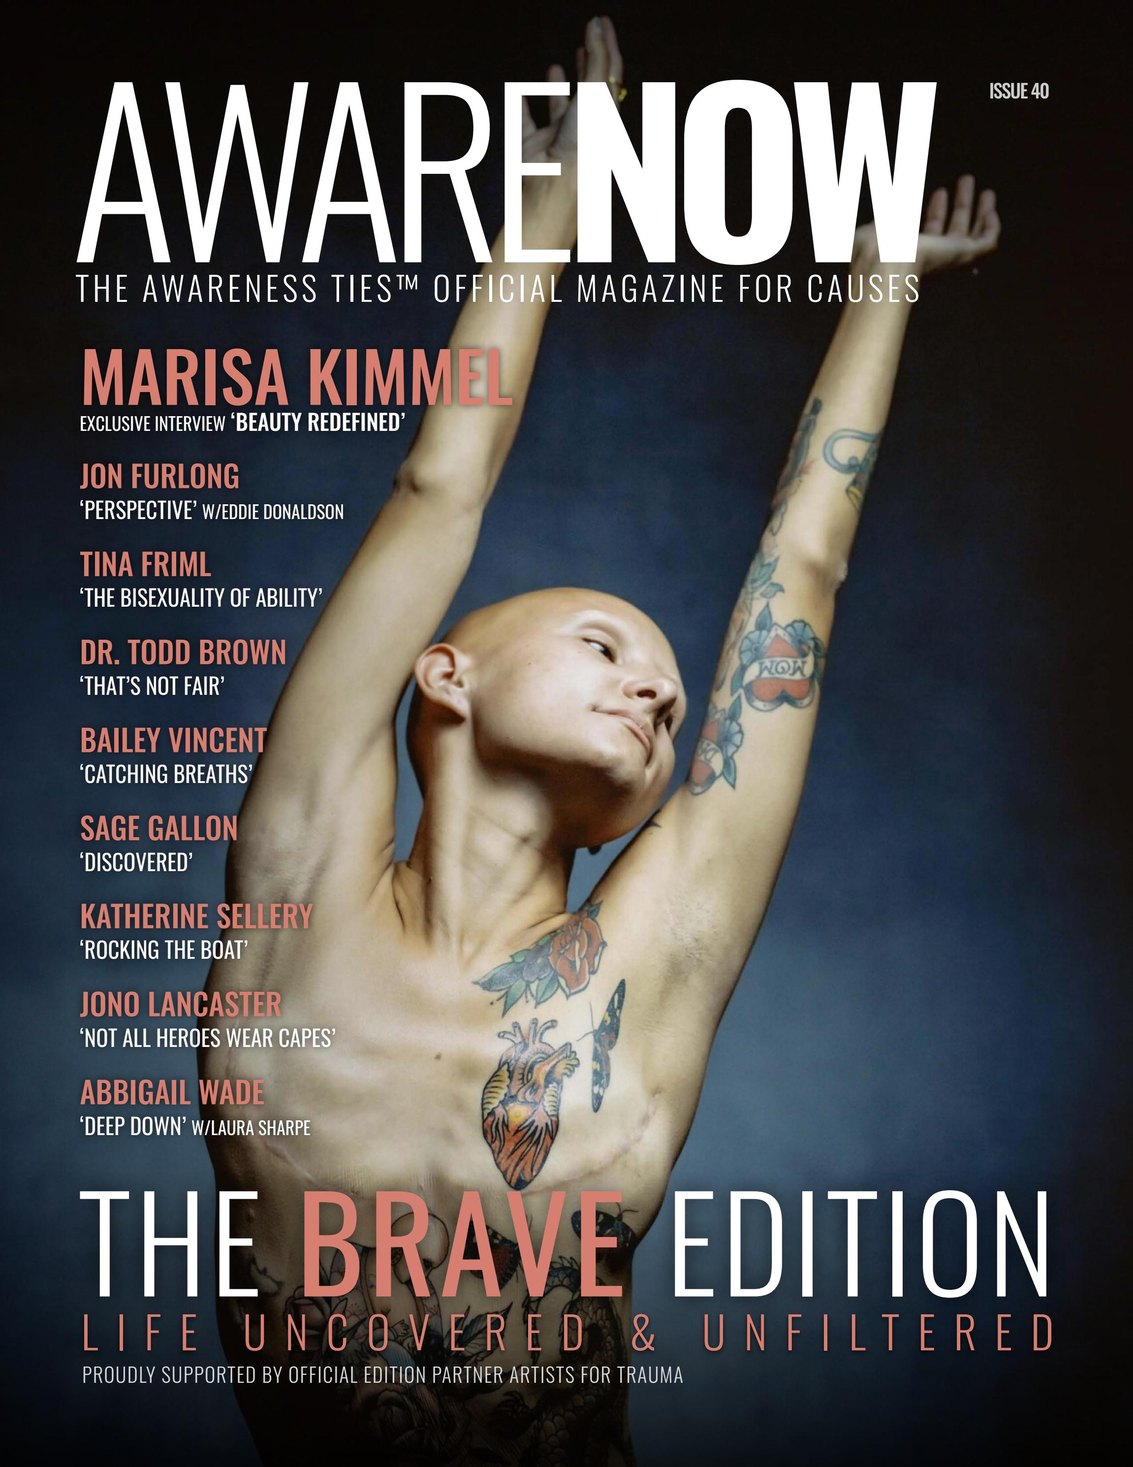 AWARENOW
ISSUE 40
THE AWARENESS TIES™ OFFICIAL MAGAZINE FOR CAUSES
MARISA KIMMEL
EXCLUSIVE INTERVIEW ‘BEAUTY REDEFINED’
JON FURLONG
‘PERSPECTIVE’ W/EDDIE DONALDSON
TINA FRIML
‘THE BISEXUALITY OF ABILITY’
DR. TODD BROWN
‘THAT’S NOT FAIR’
BAILEY VINCENT
‘CATCHING BREATHS’
SAGE GALLON
‘DISCOVERED’
KATHERINE SELLERY
‘ROCKING THE BOAT’
JONO LANCASTER
‘NOT ALL HEROES WEAR CAPES’
ABBIGAIL WADE
‘DEEP DOWN’ W/LAURA SHARPE
THE BRAVE EDITION
LIFE UNCOVERED & UNFILTERED
PROUDLY SUPPORTED BY OFFICIAL EDITION PARTNER ARTISTS FOR TRAUMA